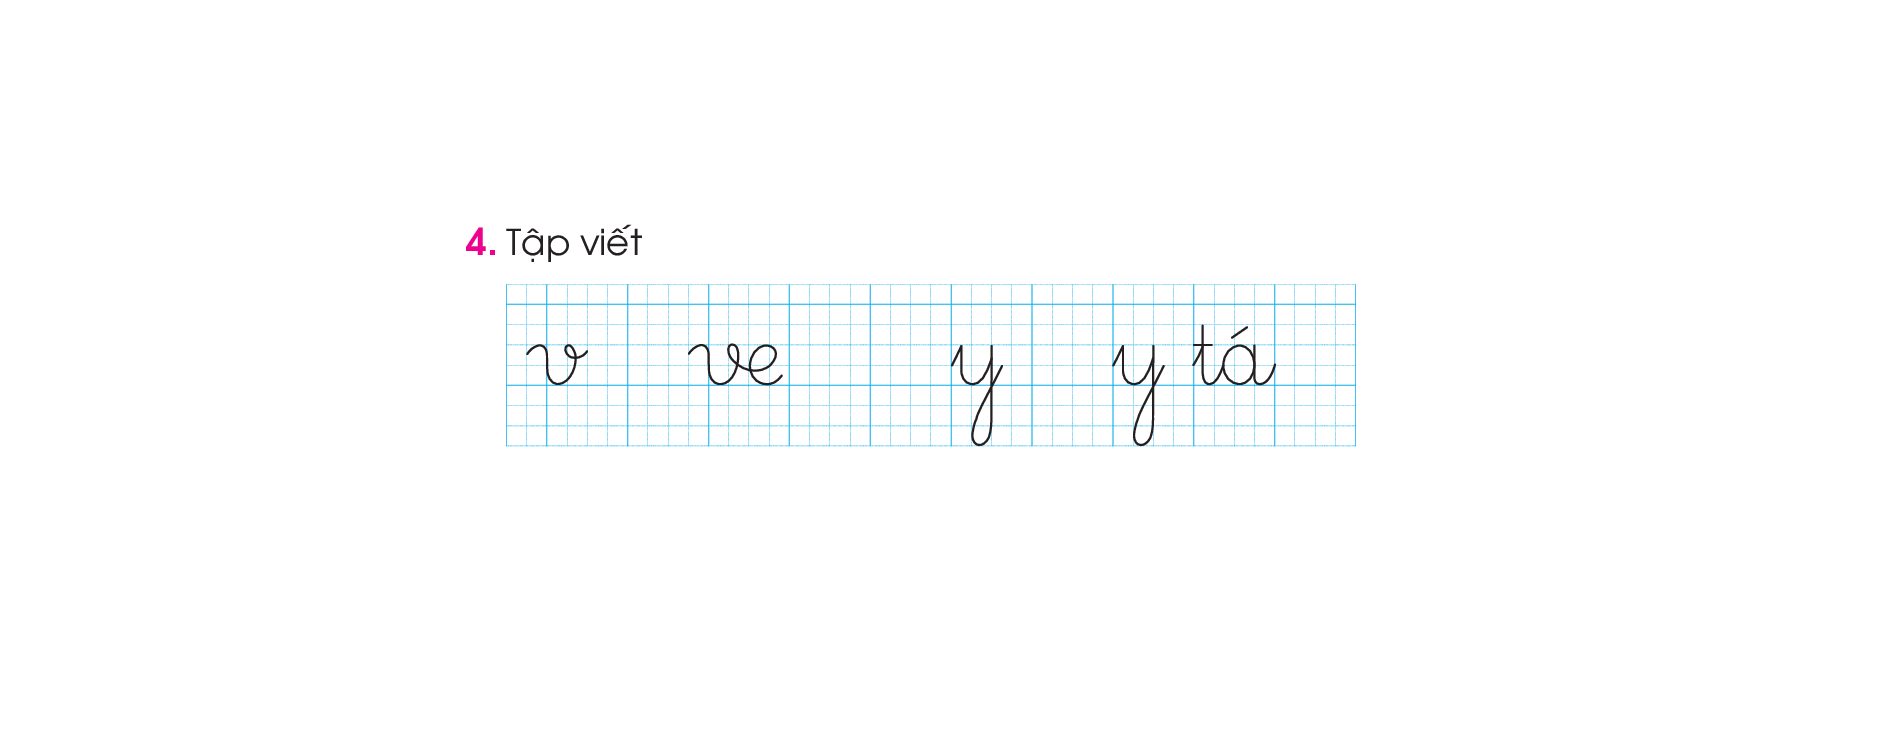 4. Tập viết
v ve y y tá